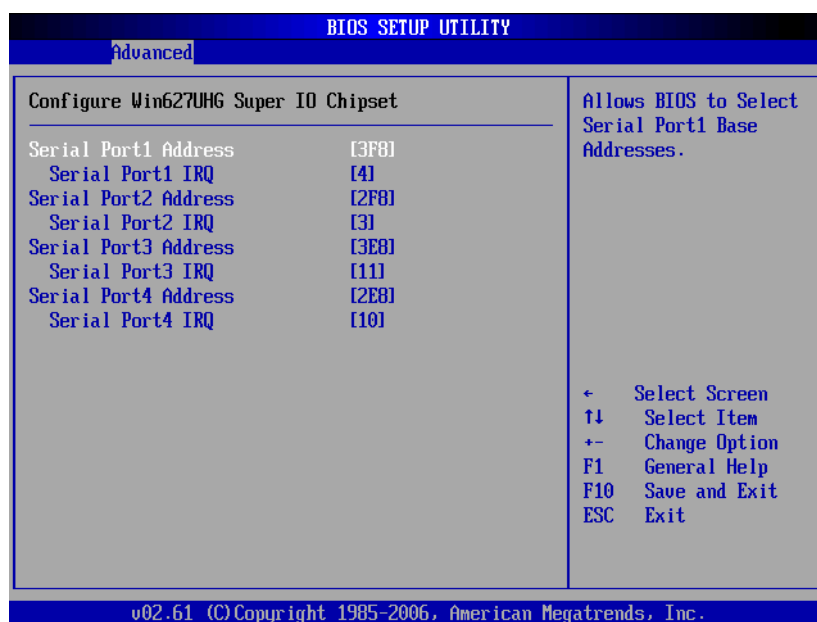 BIOS SETUP UTILITY
Advanced
Configure Win627UHG Super IO Chipset
Serial Port1 Address [3F8]
Serial Port1 IRQ [4]
Serial Port2 Address [2F8]
Serial Port2 IRQ [3]
Serial Port3 Address [3E8]
Serial Port3 IRQ [11]
Serial Port4 Address [2E8]
Serial Port4 IRQ [10]
Allows BIOS to Select
Serial Port1 Base
Addresses.
← Select Screen
↑↓ Select Item
+- Change Option
F1 General Help
F10 Save and Exit
ESC Exit
v02.61 (C)Copyright 1985-2006, American Megatrends, Inc.